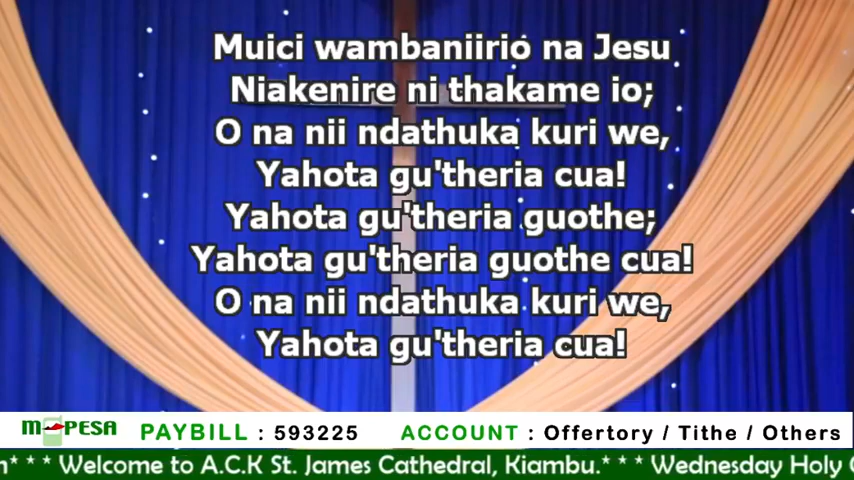 Muici wambaniirio na Jesu
Niakenire ni thakame io;
O na nii ndathuka kuri we,
Yahota gu'theria cua!
Yahota gu'theria guothe;
Yahota gu'theria guothe cua!
O na nii ndathuka kuri we,
Yahota gu'theria cua!
M-PESA PAYBILL : 593225 ACCOUNT : Offertory / Tithe / Others
* * * Welcome to A.C.K St. James Cathedral, Kiambu.* * * Wednesday Holy